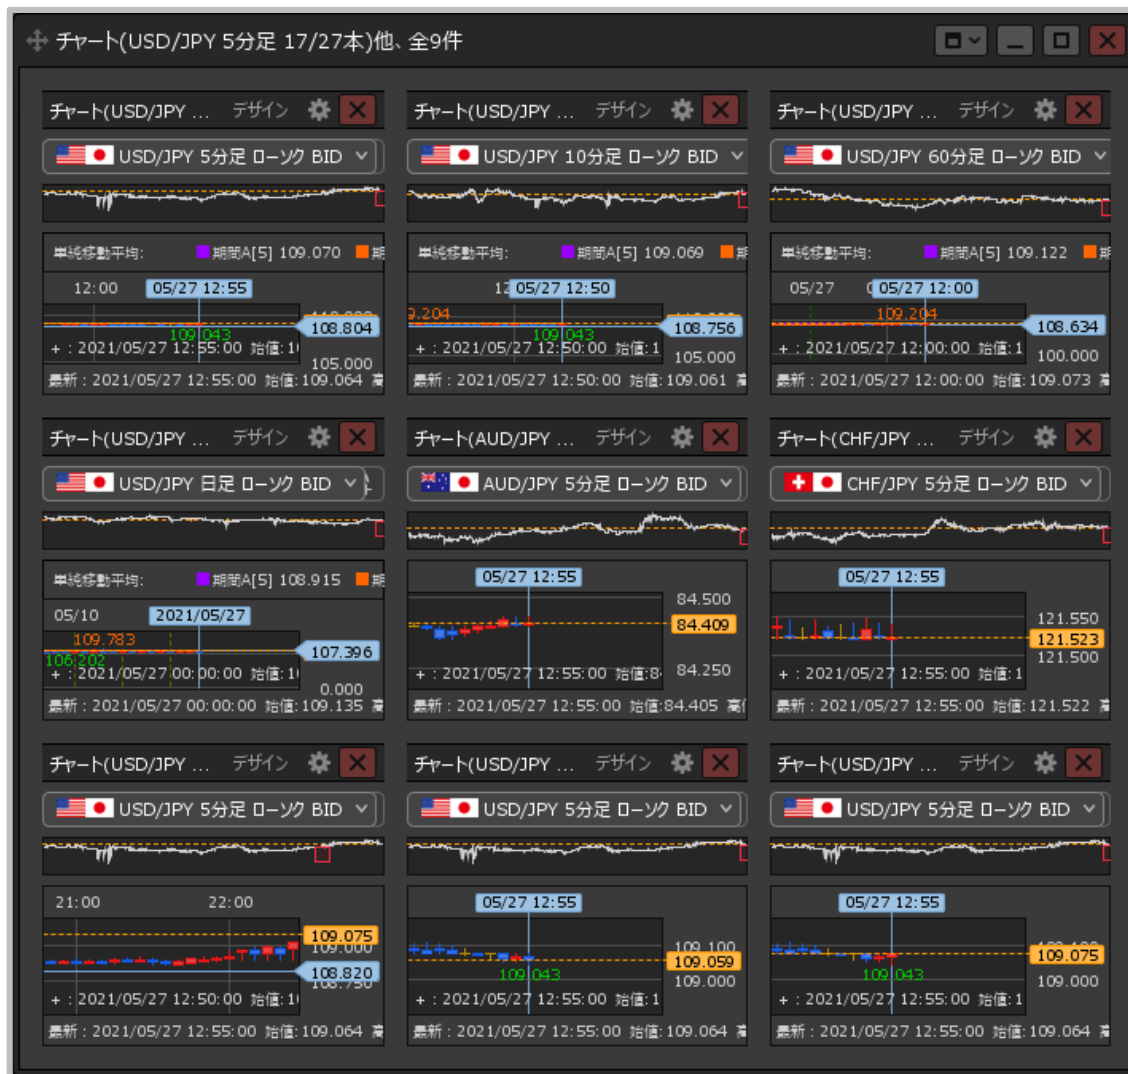 チャート(USD/JPY 5分足 17/27本)他、全9件
チャート(USD/JPY ... デザイン
USD/JPY 5分足 ローソク BID
単純移動平均: 期間A[5] 109.070
12:00 05/27 12:55
108.804
109.043
+ : 2021/05/27 12:55:00 始値:1
105.000
最新 : 2021/05/27 12:55:00 始値:109.064 高
チャート(USD/JPY ... デザイン
USD/JPY 10分足 ローソク BID
単純移動平均: 期間A[5] 109.069
05/27 12:50
9.204
108.756
109.043
+ : 2021/05/27 12:50:00 始値:1
105.000
最新 : 2021/05/27 12:50:00 始値:109.061 高
チャート(USD/JPY ... デザイン
USD/JPY 60分足 ローソク BID
単純移動平均: 期間A[5] 109.122
05/27 05/27 12:00
109.204
108.634
+ : 2021/05/27 12:00:00 始値:1
100.000
最新 : 2021/05/27 12:00:00 始値:109.073 高
チャート(USD/JPY ... デザイン
USD/JPY 日足 ローソク BID
単純移動平均: 期間A[5] 108.915 期
05/10 2021/05/27
109.783
107.396
106.202
+ : 2021/05/27 00:00:00 始値:1
0.000
最新 : 2021/05/27 00:00:00 始値:109.135 高
チャート(AUD/JPY ... デザイン
AUD/JPY 5分足 ローソク BID
05/27 12:55
84.500
84.409
84.250
+ : 2021/05/27 12:55:00 始値:8
最新 : 2021/05/27 12:55:00 始値:84.405 高
チャート(CHF/JPY ... デザイン
CHF/JPY 5分足 ローソク BID
05/27 12:55
121.550
121.523
121.500
+ : 2021/05/27 12:55:00 始値:1
最新 : 2021/05/27 12:55:00 始値:121.522 高
チャート(USD/JPY ... デザイン
USD/JPY 5分足 ローソク BID
21:00 22:00
109.075
109.000
108.820
108.750
+ : 2021/05/27 12:50:00 始値:1
最新 : 2021/05/27 12:55:00 始値:109.064 高
チャート(USD/JPY ... デザイン
USD/JPY 5分足 ローソク BID
05/27 12:55
109.100
109.059
109.043
109.000
+ : 2021/05/27 12:55:00 始値:1
最新 : 2021/05/27 12:55:00 始値:109.064 高
チャート(USD/JPY ... デザイン
USD/JPY 5分足 ローソク BID
05/27 12:55
109.075
109.043
109.000
+ : 2021/05/27 12:55:00 始値:1
最新 : 2021/05/27 12:55:00 始値:109.064 高